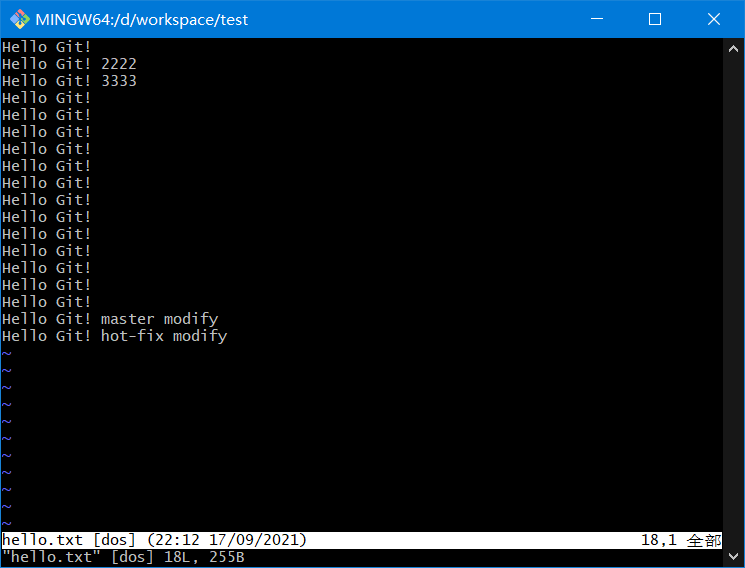 MINGW64:/d/workspace/test
Hello Git!
Hello Git! 2222
Hello Git! 3333
Hello Git!
Hello Git!
Hello Git!
Hello Git!
Hello Git!
Hello Git!
Hello Git!
Hello Git!
Hello Git!
Hello Git!
Hello Git!
Hello Git!
Hello Git!
Hello Git! master modify
Hello Git! hot-fix modify
~
~
~
~
~
~
~
~
~
~
~
hello.txt [dos] (22:12 17/09/2021) 18,1 全部
"hello.txt" [dos] 18L, 255B